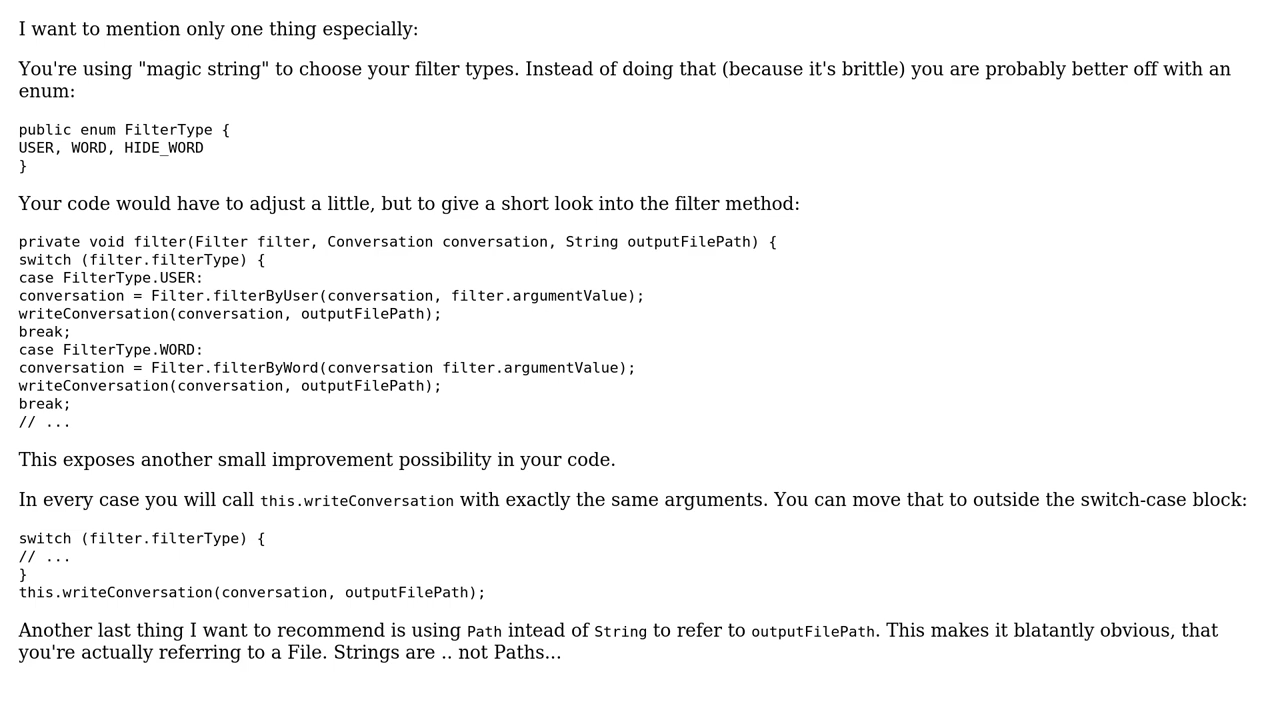 I want to mention only one thing especially:
You're using "magic string" to choose your filter types. Instead of doing that (because it's brittle) you are probably better off with an
enum:
public enum FilterType {
USER, WORD, HIDE_WORD
}
Your code would have to adjust a little, but to give a short look into the filter method:
private void filter(Filter filter, Conversation conversation, String outputFilePath) {
switch (filter.filterType) {
case FilterType.USER:
conversation = Filter.filterByUser(conversation, filter.argumentValue);
writeConversation(conversation, outputFilePath);
break;
case FilterType.WORD:
conversation = Filter.filterByWord(conversation filter.argumentValue);
writeConversation(conversation, outputFilePath);
break;
// ...
This exposes another small improvement possibility in your code.
In every case you will call this.writeConversation with exactly the same arguments. You can move that to outside the switch-case block:
switch (filter.filterType) {
// ...
}
this.writeConversation(conversation, outputFilePath);
Another last thing I want to recommend is using Path intead of String to refer to outputFilePath. This makes it blatantly obvious, that
you're actually referring to a File. Strings are .. not Paths...